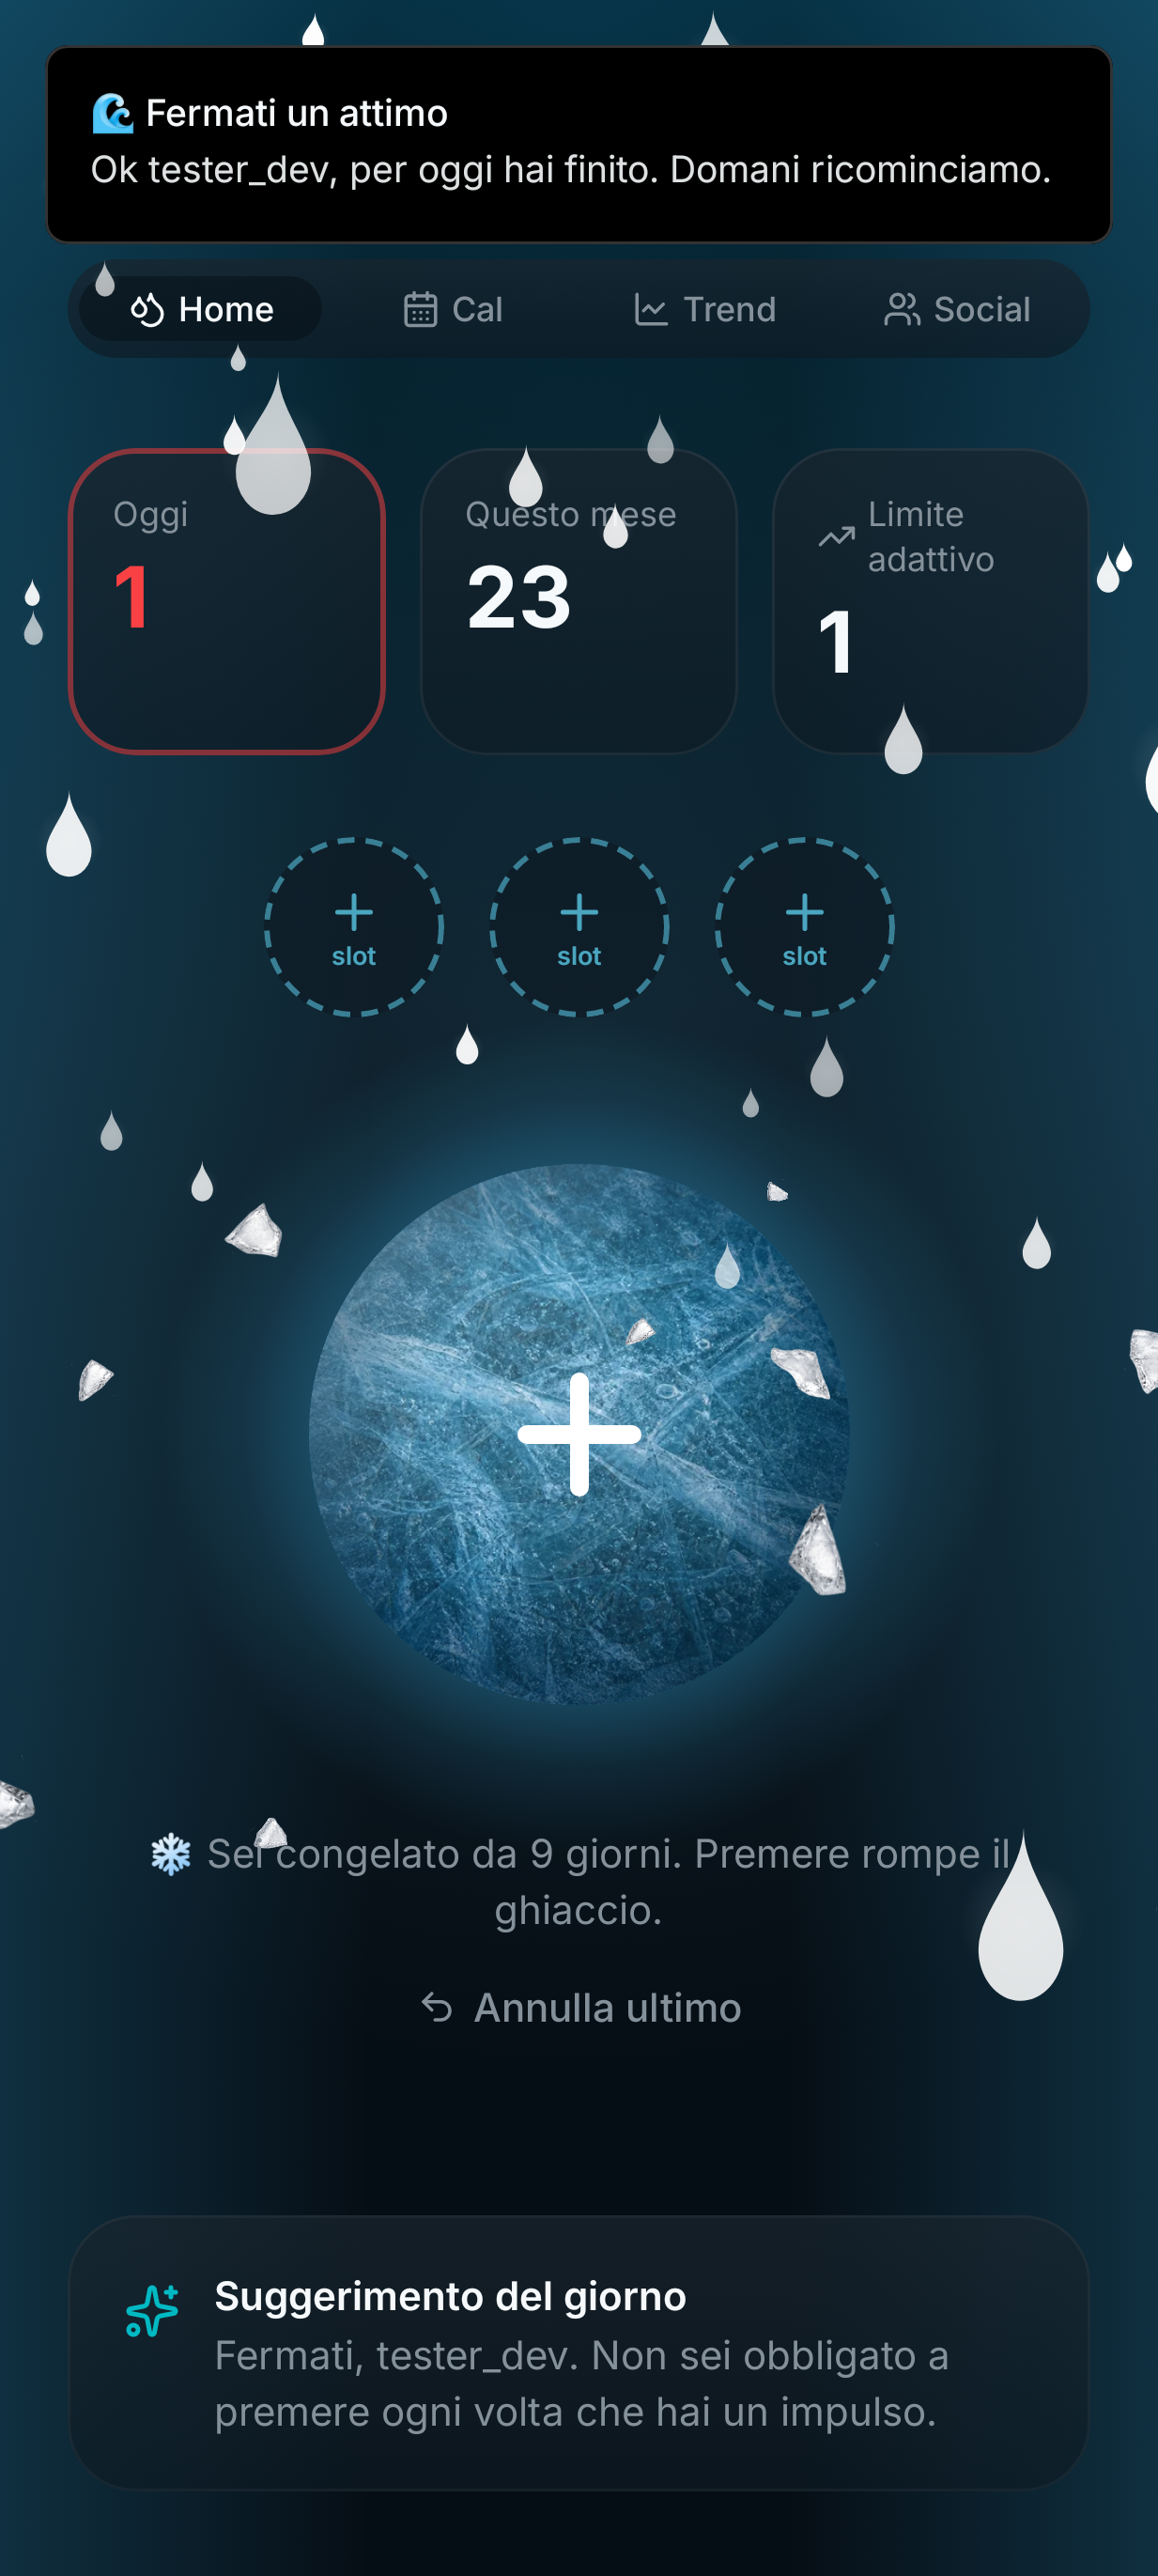 🌊 Fermati un attimo
Ok tester_dev, per oggi hai finito. Domani ricominciamo.
Home
Cal
Trend
Social
Oggi
1
Questo mese
23
Limite
adattivo
1
slot
slot
slot
❄️ Sei congelato da 9 giorni. Premere rompe il
ghiaccio.
Annulla ultimo
Suggerimento del giorno
Fermati, tester_dev. Non sei obbligato a
premere ogni volta che hai un impulso.